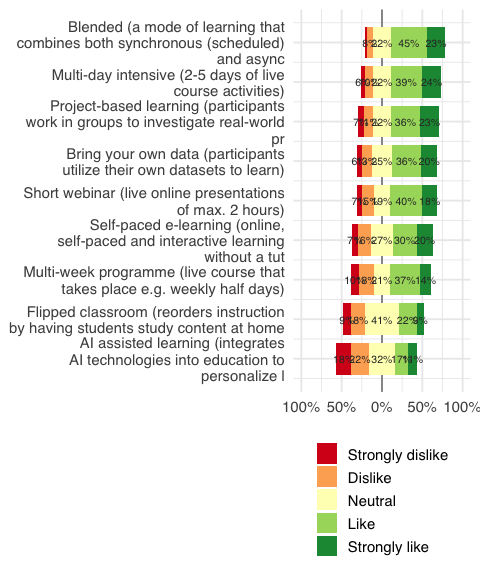 Blended (a mode of learning that
combines both synchronous (scheduled)
and async
22% 45% 23%
Multi-day intensive (2-5 days of live
course activities)
22% 39% 24%
Project-based learning (participants
work in groups to investigate real-world
pr
22% 36% 23%
Bring your own data (participants
utilize their own datasets to learn)
25% 36% 20%
Short webinar (live online presentations
of max. 2 hours)
19% 40% 18%
Self-paced e-learning (online,
self-paced and interactive learning
without a tut
27% 30% 20%
Multi-week programme (live course that
takes place e.g. weekly half days)
21% 37% 14%
Flipped classroom (reorders instruction
by having students study content at home
41% 22%
AI assisted learning (integrates
AI technologies into education to
personalize l
22% 32% 17% 11%
100% 50% 0% 50% 100%
Strongly dislike
Dislike
Neutral
Like
Strongly like